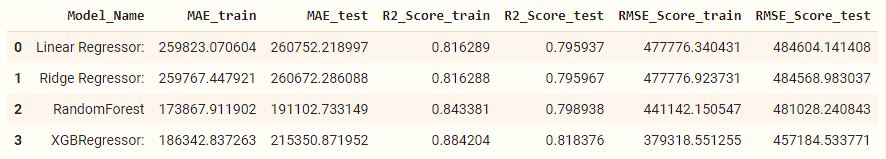 Model_Name MAE_train MAE_test R2_Score_train R2_Score_test RMSE_Score_train RMSE_Score_test
0 Linear Regressor: 259823.070604 260752.218997 0.816289 0.795937 477776.340431 484604.141408
1 Ridge Regressor: 259767.447921 260672.286088 0.816288 0.795967 477776.923731 484568.983037
2 RandomForest 173867.911902 191102.733149 0.843381 0.798938 441142.150547 481028.240843
3 XGBRegressor: 186342.837263 215350.871952 0.884204 0.818376 379318.551255 457184.533771